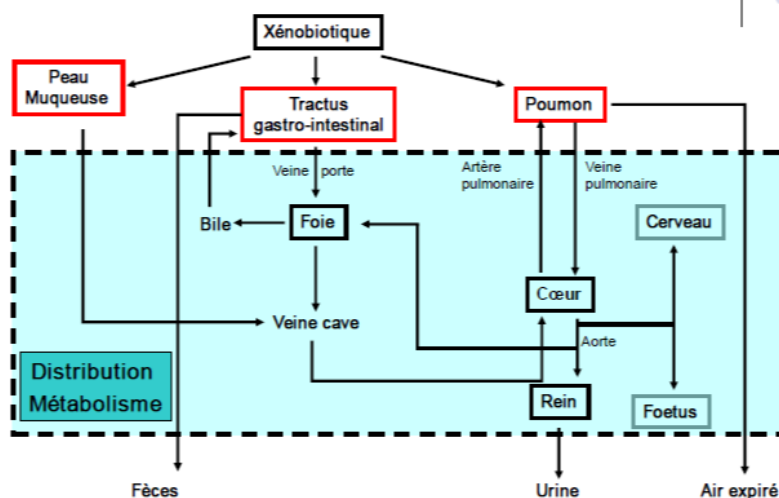 Xénobiotique
Peau
Muqueuse
Tractus
gastro-intestinal
Poumon
Veine porte
Artère
pulmonaire
Veine
pulmonaire
Bile
Foie
Cerveau
Cœur
Veine cave
Aorte
Distribution
Métabolisme
Rein
Foetus
Fèces
Urine
Air expiré